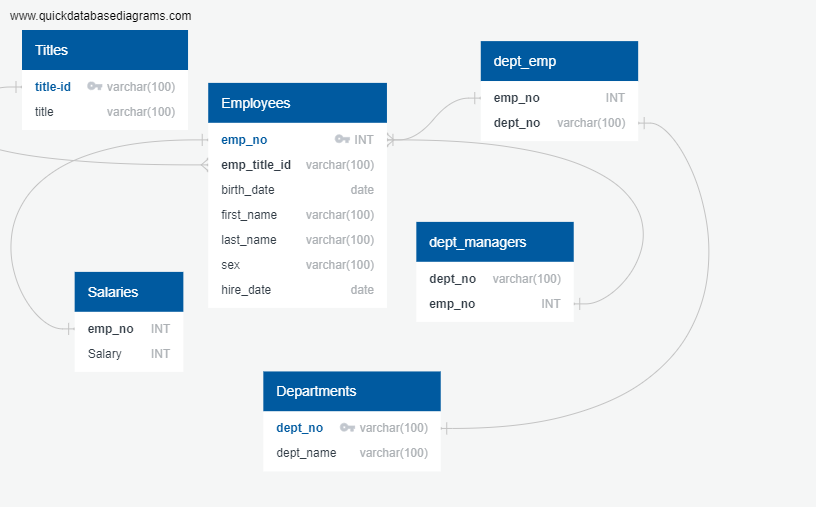 www.quickdatabasediagrams.com
Titles
title-id varchar(100)
title varchar(100)
Employees
emp_no INT
emp_title_id varchar(100)
birth_date date
first_name varchar(100)
last_name varchar(100)
sex varchar(100)
hire_date date
dept_emp
emp_no INT
dept_no varchar(100)
dept_managers
dept_no varchar(100)
emp_no INT
Salaries
emp_no INT
Salary INT
Departments
dept_no varchar(100)
dept_name varchar(100)